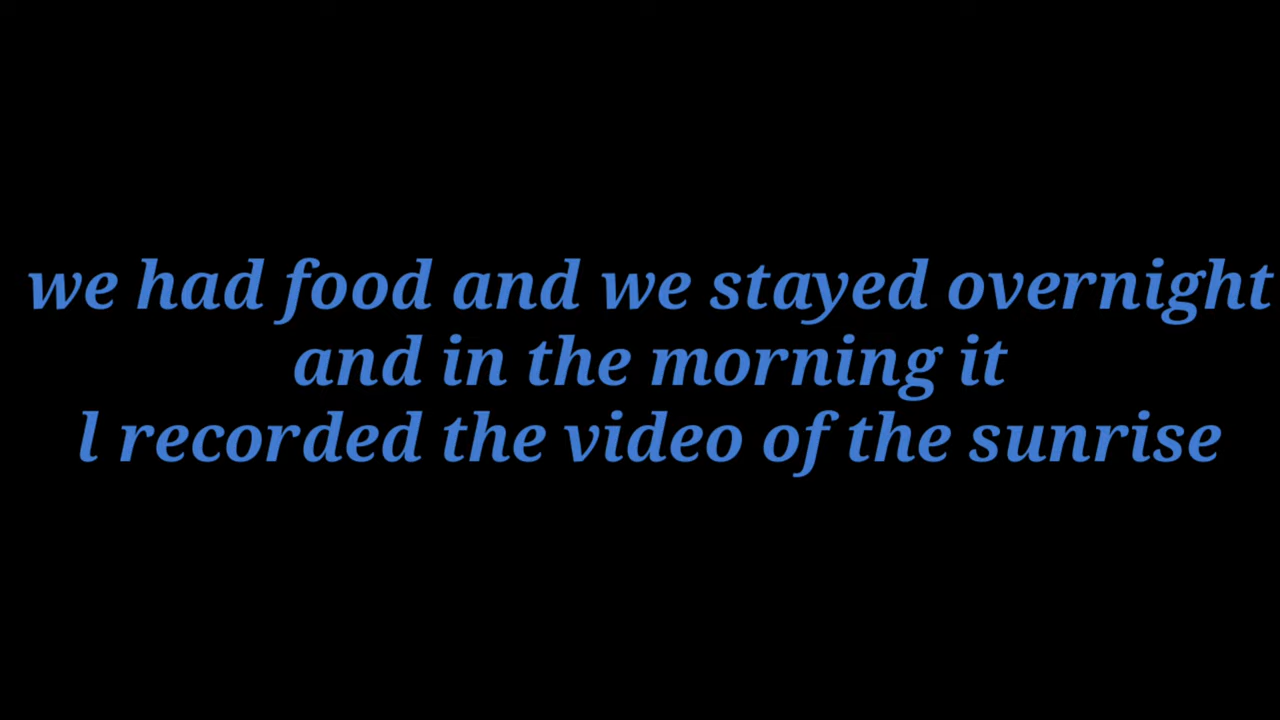 we had food and we stayed overnight
and in the morning it
l recorded the video of the sunrise